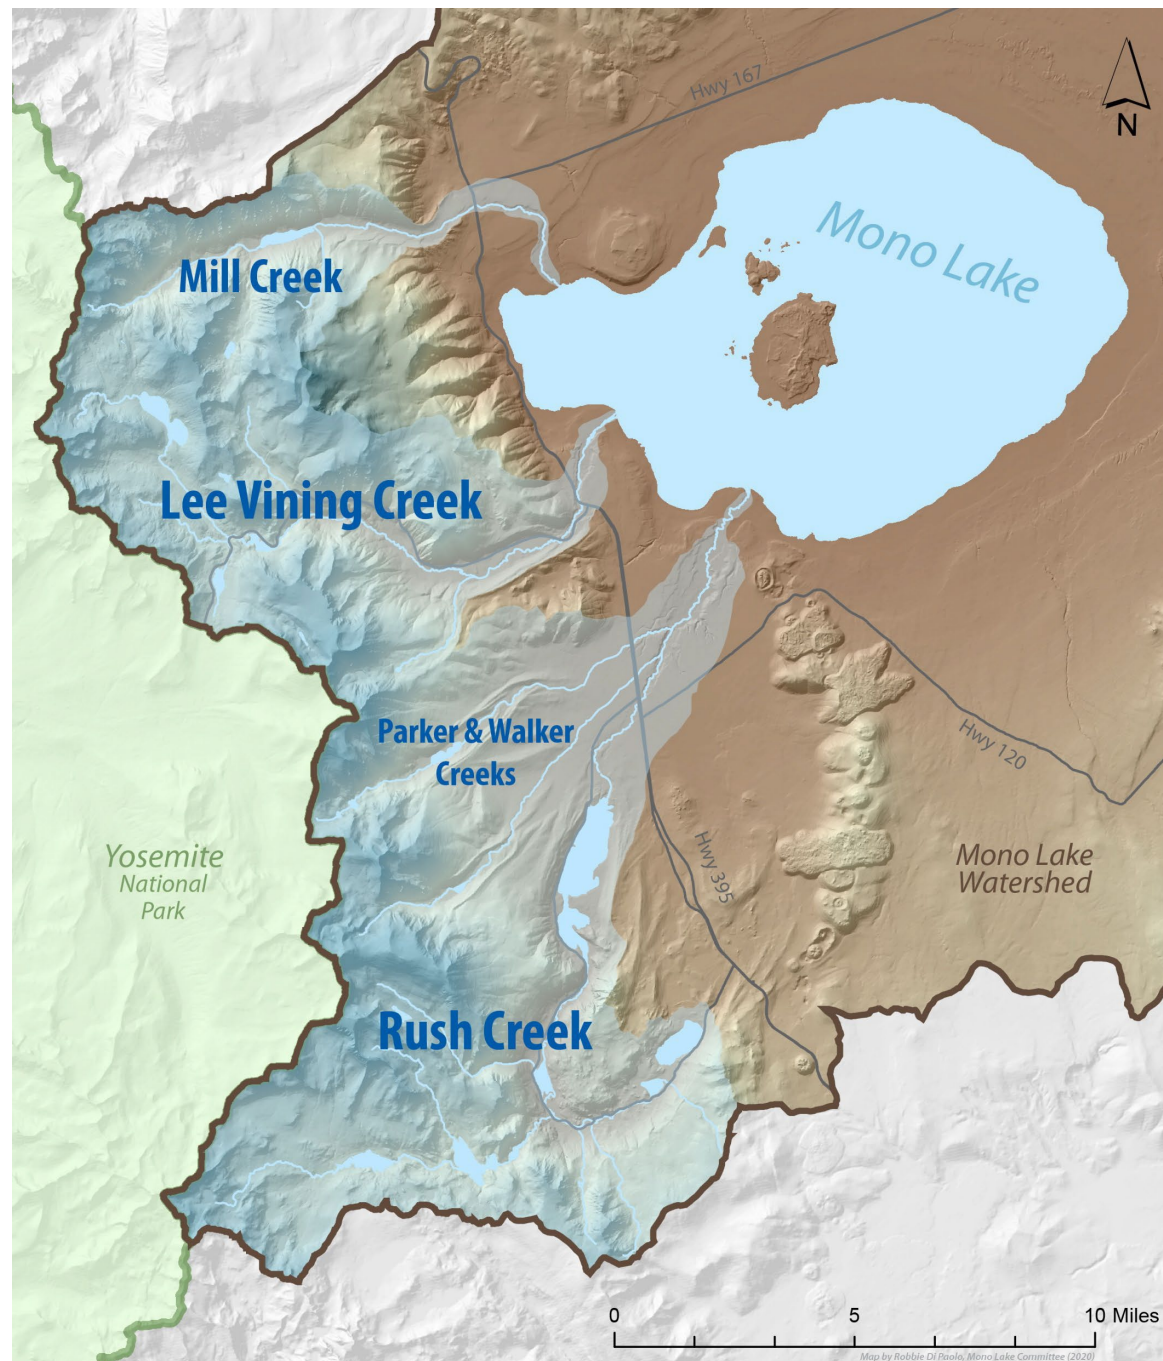 Hwy 167
N
Mono Lake
Mill Creek
Lee Vining Creek
Parker & Walker
Creeks
Hwy 120
Yosemite
National
Park
Hwy 395
Mono Lake
Watershed
Rush Creek
0 5 10 Miles
Map by Robbie Di Paolo, Mono Lake Committee (2020)